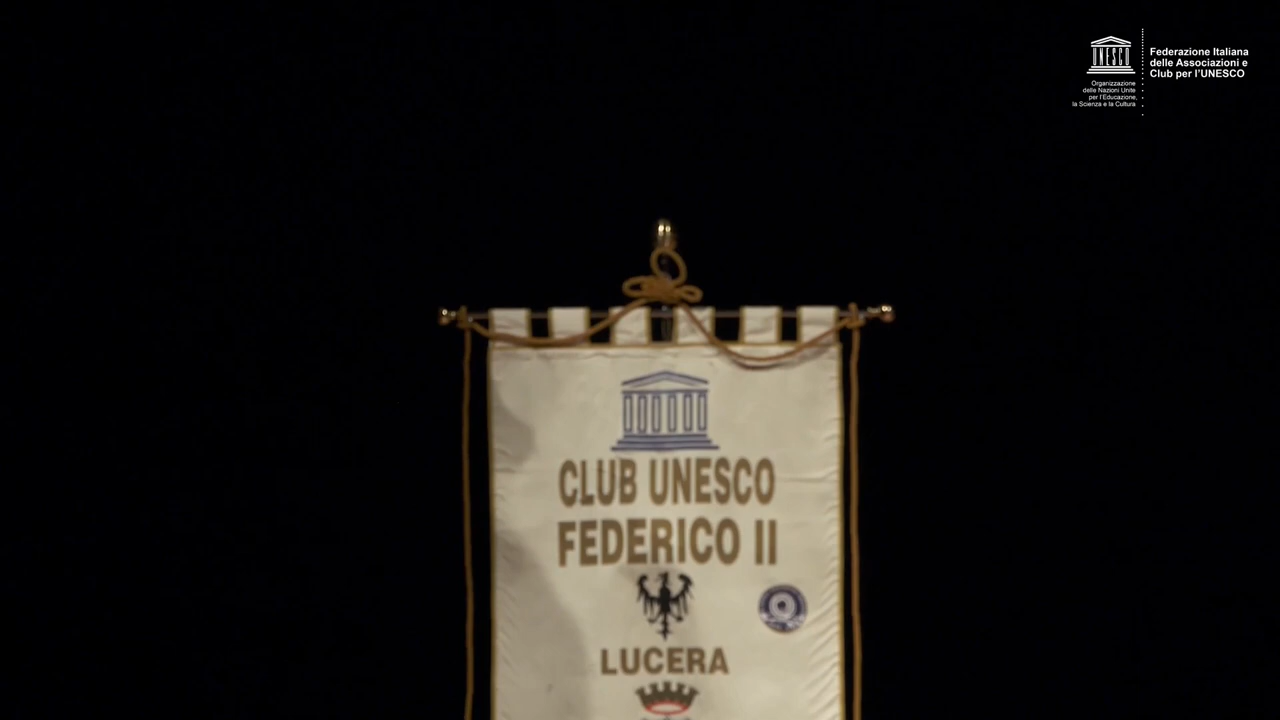 UNESCO
Organizzazione
delle Nazioni Unite
per l'Educazione,
la Scienza e la Cultura
Federazione Italiana
delle Associazioni e
Club per l'UNESCO
CLUB UNESCO
FEDERICO II
LUCERA